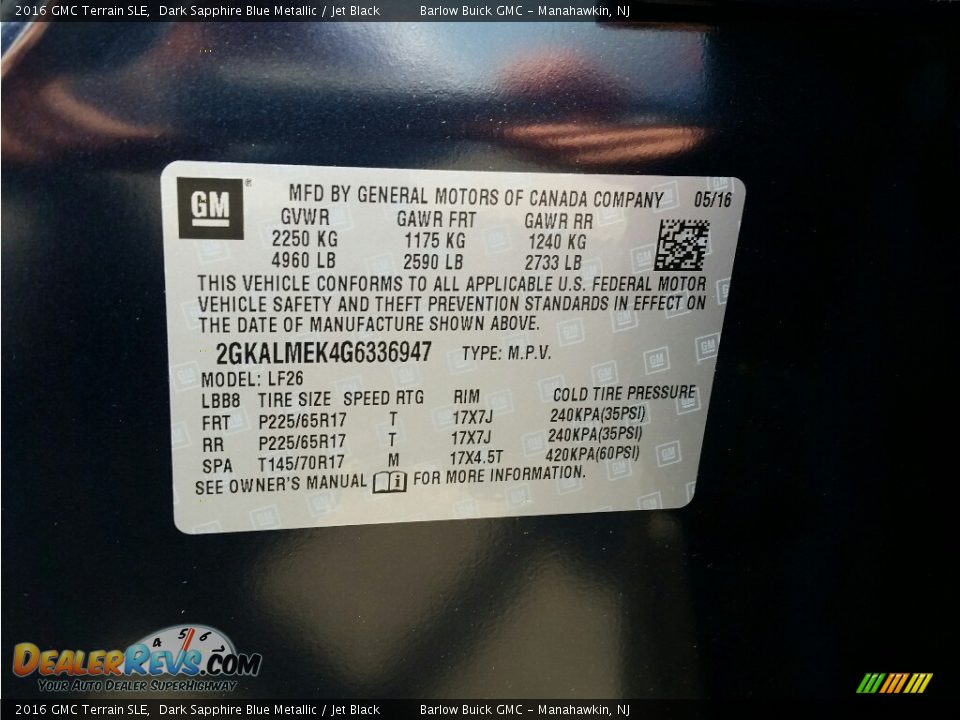 2016 GMC Terrain SLE, Dark Sapphire Blue Metallic / Jet Black Barlow Buick GMC - Manahawkin, NJ
GM ® MFD BY GENERAL MOTORS OF CANADA COMPANY 05/16
GVWR GAWR FRT GAWR RR
2250 KG 1175 KG 1240 KG
4960 LB 2590 LB 2733 LB
THIS VEHICLE CONFORMS TO ALL APPLICABLE U.S. FEDERAL MOTOR
VEHICLE SAFETY AND THEFT PREVENTION STANDARDS IN EFFECT ON
THE DATE OF MANUFACTURE SHOWN ABOVE.
2GKALMEK4G6336947 TYPE: M.P.V.
MODEL: LF26
LBB8 TIRE SIZE SPEED RTG RIM COLD TIRE PRESSURE
FRT P225/65R17 T 17X7J 240KPA(35PSI)
RR P225/65R17 T 17X7J 240KPA(35PSI)
SPA T145/70R17 M 17X4.5T 420KPA(60PSI)
SEE OWNER'S MANUAL i FOR MORE INFORMATION.
4 5 6
DEALERREVS.COM
YOUR AUTO DEALER SUPERHIGHWAY
2016 GMC Terrain SLE, Dark Sapphire Blue Metallic / Jet Black Barlow Buick GMC - Manahawkin, NJ